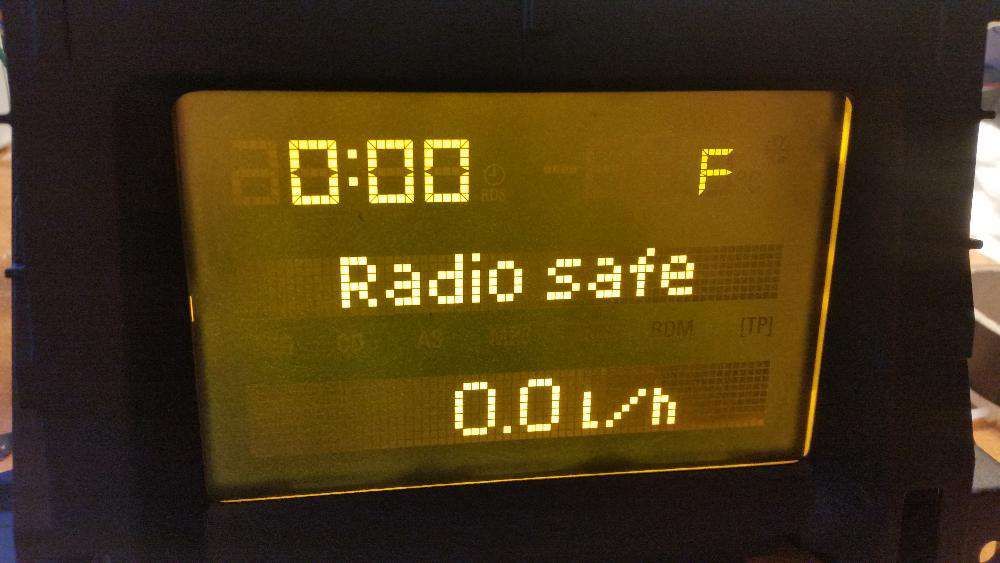 0:00 F
Radio safe
RDS
CD AS RDM [TP]
0.0 l/h